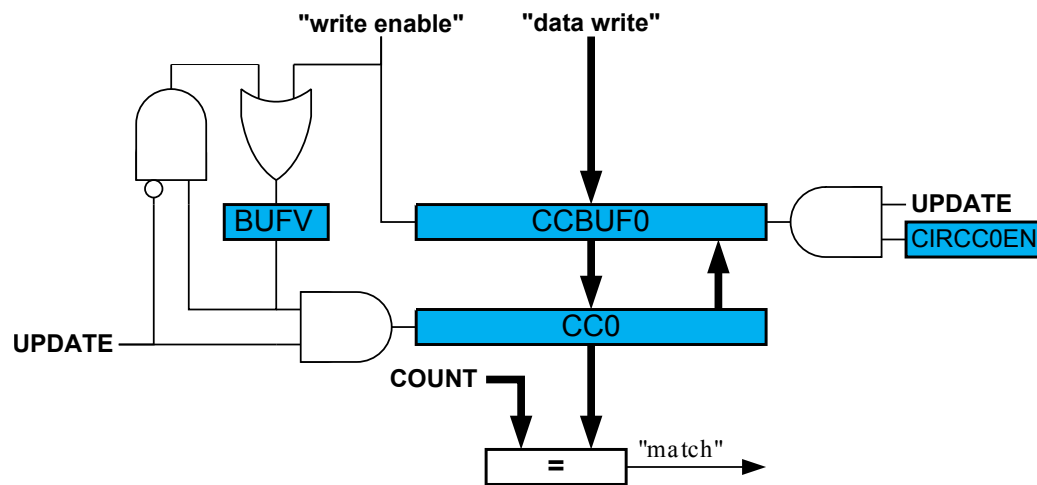 "write enable"
"data write"
BUFV
CCBUF0
UPDATE
CIRCC0EN
UPDATE
CC0
COUNT
=
"match"